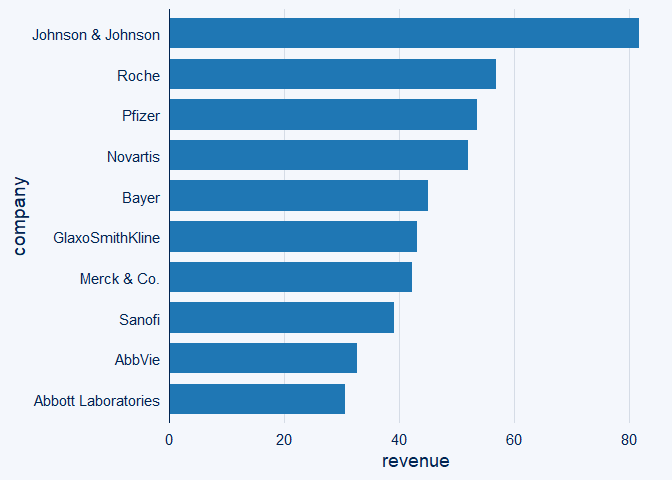 Johnson & Johnson
Roche
Pfizer
Novartis
Bayer
GlaxoSmithKline
Merck & Co.
Sanofi
AbbVie
Abbott Laboratories
company
0 20 40 60 80
revenue